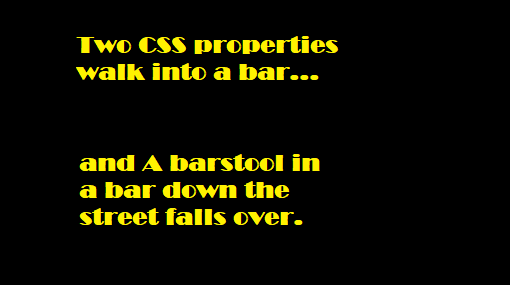 Two CSS properties
walk into a bar...
and A barstool in
a bar down the
street falls over.